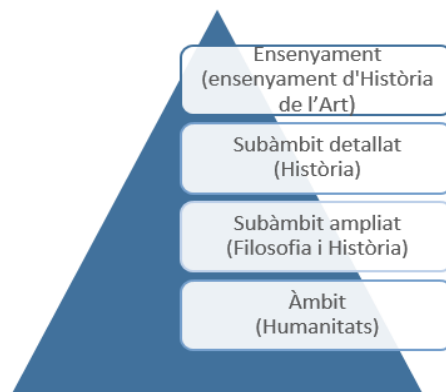 Ensenyament
(ensenyament d'Història
de l’Art)
Subàmbit detallat
(Història)
Subàmbit ampliat
(Filosofia i Història)
Àmbit
(Humanitats)